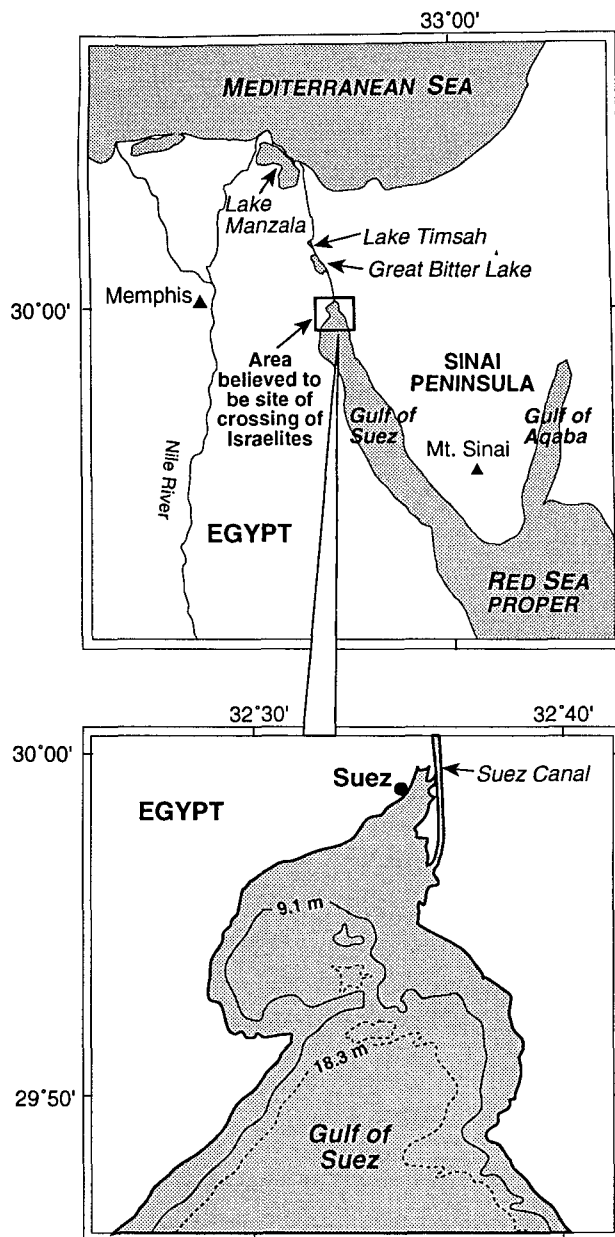 33°00'
MEDITERRANEAN SEA
Lake
Manzala
Lake Timsah
Great Bitter Lake
Memphis
30°00'
Area
believed to
be site of
crossing of
Israelites
SINAI
PENINSULA
Gulf of
Suez
Gulf of
Aqaba
Mt. Sinai
Nile River
EGYPT
RED SEA
PROPER
32°30'
32°40'
30°00'
Suez
Suez Canal
EGYPT
9.1 m
18.3 m
29°50'
Gulf of
Suez